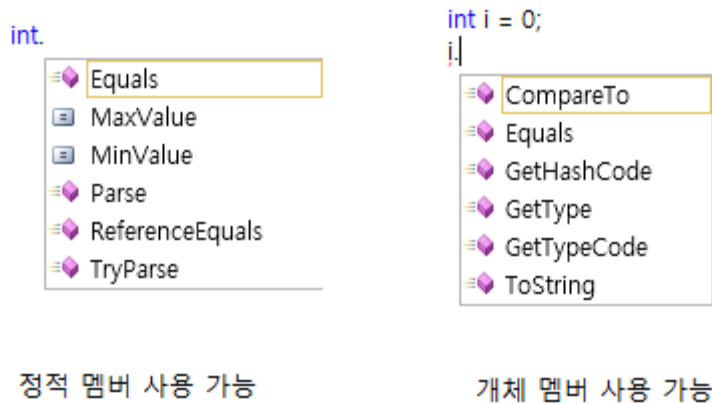 int.
Equals
MaxValue
MinValue
Parse
ReferenceEquals
TryParse
정적 멤버 사용 가능
int i = 0;
i.
CompareTo
Equals
GetHashCode
GetType
GetTypeCode
ToString
개체 멤버 사용 가능